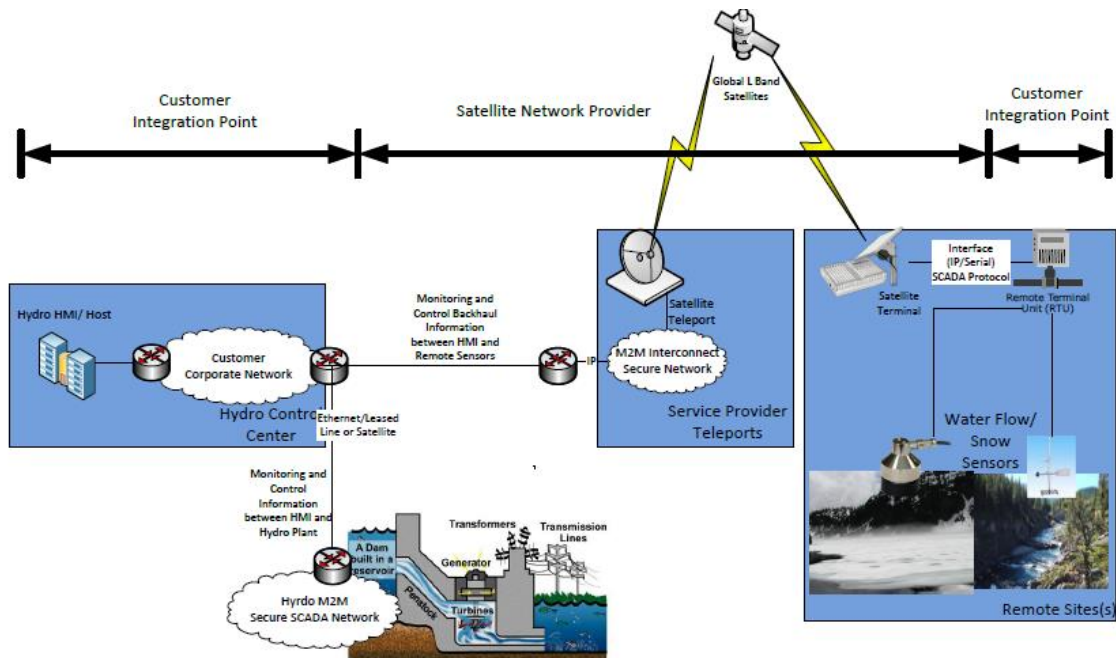 Global L Band
Satellites
Customer
Integration Point
Satellite Network Provider
Customer
Integration Point
Hydro HMI/ Host
Customer
Corporate Network
Hydro Control
Center
Ethernet/Leased
Line or Satellite
Monitoring and
Control Backhaul
Information
between HMI and
Remote Sensors
IP
Satellite
Teleport
M2M Interconnect
Secure Network
Service Provider
Teleports
Satellite
Terminal
Interface
(IP/Serial)
SCADA Protocol
Remote Terminal
Unit (RTU)
Water Flow/
Snow
Sensors
Remote Sites(s)
Monitoring and
Control
Information
between HMI and
Hydro Plant
Hyrdo M2M
Secure SCADA Network
A Dam
built in a
reservoir
Penstock
Generator
Turbines
Transformers
Transmission
Lines